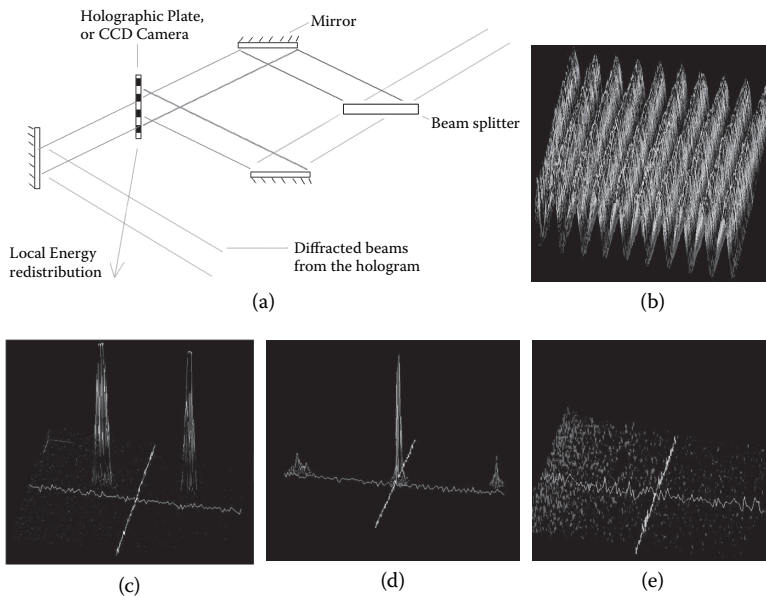 Holographic Plate,
or CCD Camera
Mirror
Beam splitter
Local Energy
redistribution
Diffracted beams
from the hologram
(a)
(b)
(c)
(d)
(e)